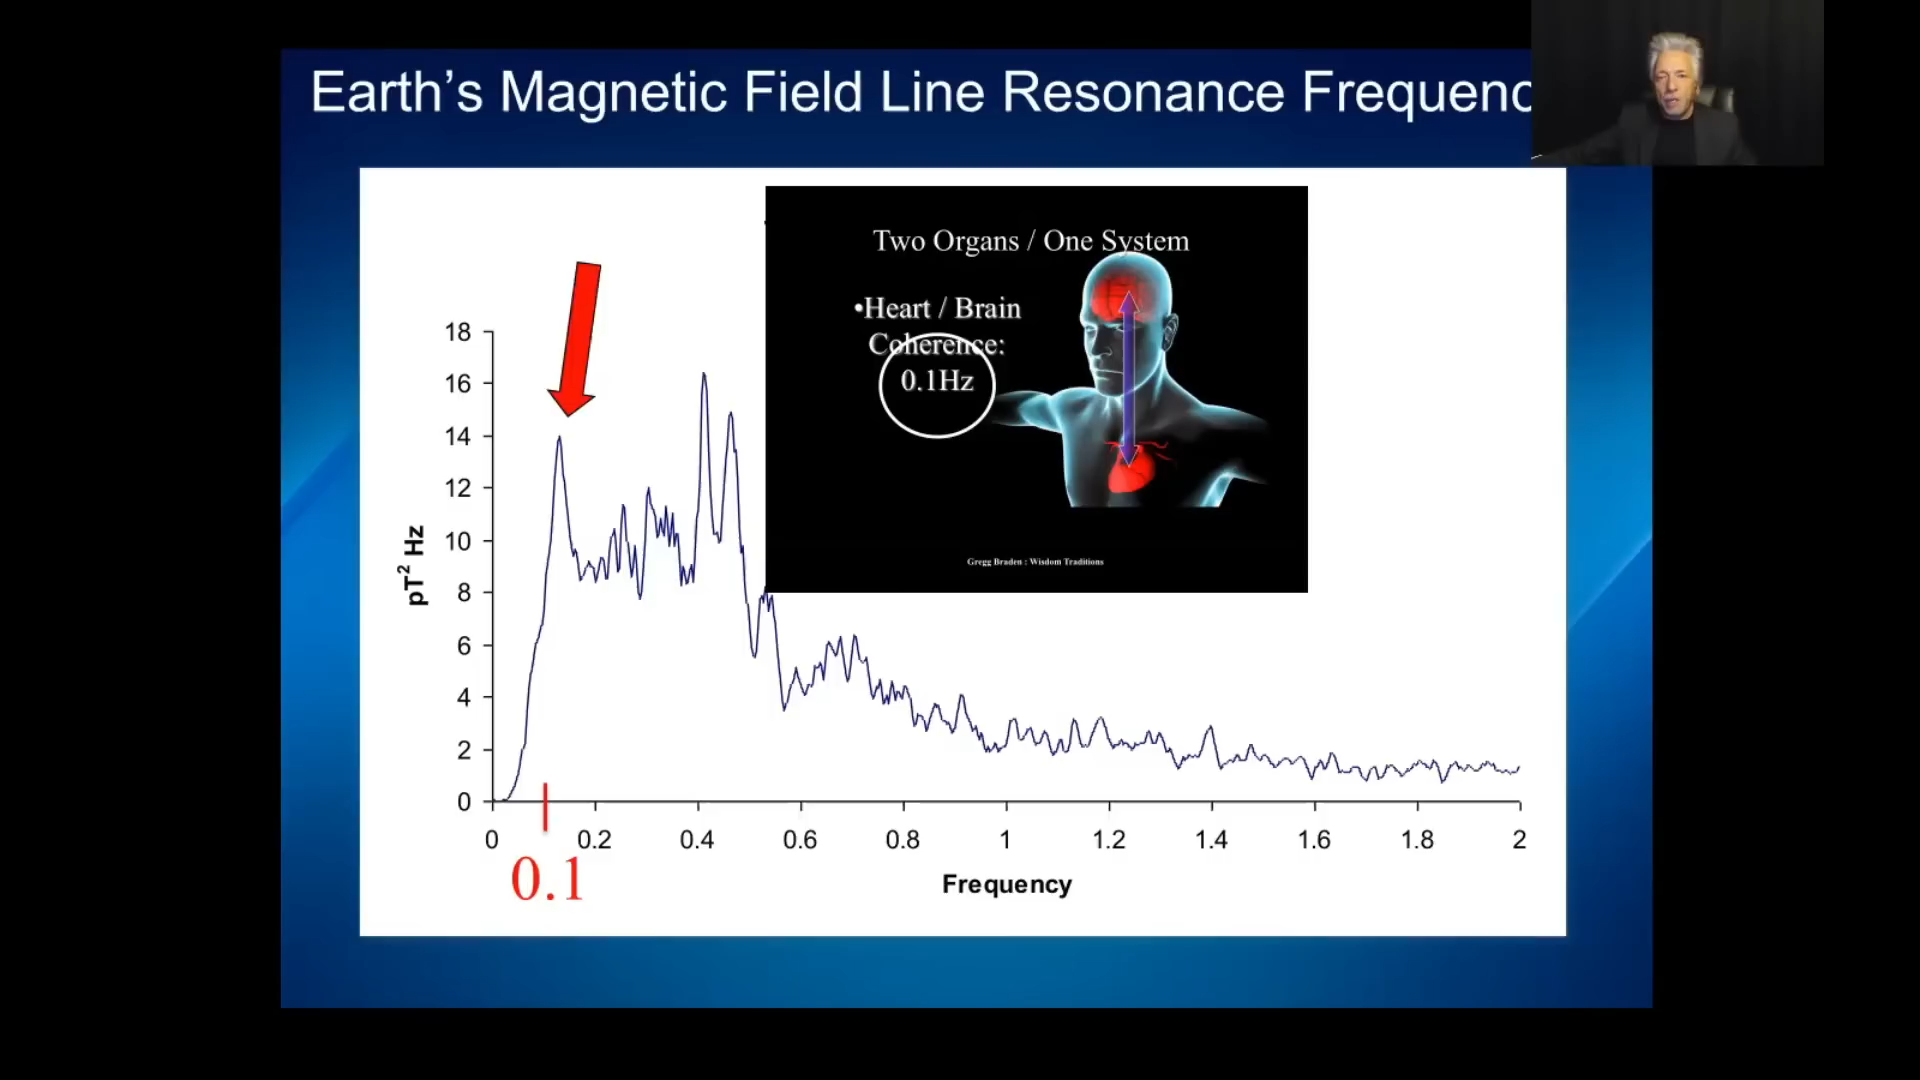 Earth’s Magnetic Field Line Resonance Frequenc
Two Organs / One System
•Heart / Brain
Coherence:
0.1Hz
Gregg Braden : Wisdom Traditions
pT² Hz
18
16
14
12
10
8
6
4
2
0
0 0.2 0.4 0.6 0.8 1 1.2 1.4 1.6 1.8 2
0.1
Frequency